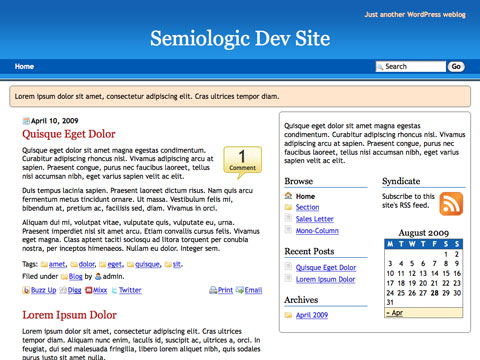 Just another WordPress weblog
Semiologic Dev Site
Home
Search
Go
Lorem ipsum dolor sit amet, consectetur adipiscing elit. Cras ultrices tempor diam.
April 10, 2009
Quisque Eget Dolor
1
Comment
Quisque eget dolor sit amet magna egestas condimentum.
Curabitur adipiscing rhoncus nisl. Vivamus adipiscing arcu at
sapien. Praesent congue, purus nec faucibus laoreet, tellus
nisi accumsan nibh, eget varius sapien velit ac elit.
Duis tempus lacinia sapien. Praesent laoreet dictum risus. Nam quis arcu
fermentum metus tincidunt ornare. Ut massa. Vestibulum felis mi,
bibendum at, pretium ac, facilisis sed, diam. Vivamus in orci.
Aliquam dui mi, volutpat vitae, vulputate quis, vulputate eu, urna.
Praesent imperdiet nisl sit amet arcu. Etiam convallis cursus felis. Vivamus
eget magna. Class aptent taciti sociosqu ad litora torquent per conubia
nostra, per inceptos himenaeos. Nullam eu dolor. Integer sem.
Tags: amet, dolor, eget, quisque, sit.
Filed under Blog by admin.
Buzz Up Digg Mixx Twitter Print Email
Lorem Ipsum Dolor
Lorem ipsum dolor sit amet, consectetur adipiscing elit. Cras ultrices
tempor diam. Aliquam nunc enim, iaculis id, suscipit ac, ultricies a, orci. In
feugiat, dui sed malesuada fringilla, libero lorem aliquet nibh, quis sodales
purus justo sit amet nulla.
Quisque eget dolor sit amet magna egestas
condimentum. Curabitur adipiscing rhoncus nisl.
Vivamus adipiscing arcu at sapien. Praesent
congue, purus nec faucibus laoreet, tellus nisi
accumsan nibh, eget varius sapien velit ac elit.
Browse
Home
Section
Sales Letter
Mono-Column
Recent Posts
Quisque Eget Dolor
Lorem Ipsum Dolor
Archives
April 2009
Syndicate
Subscribe to this
site's RSS feed.
August 2009
M T W T F S S
1 2
3 4 5 6 7 8 9
10 11 12 13 14 15 16
17 18 19 20 21 22 23
24 25 26 27 28 29 30
31
« Apr